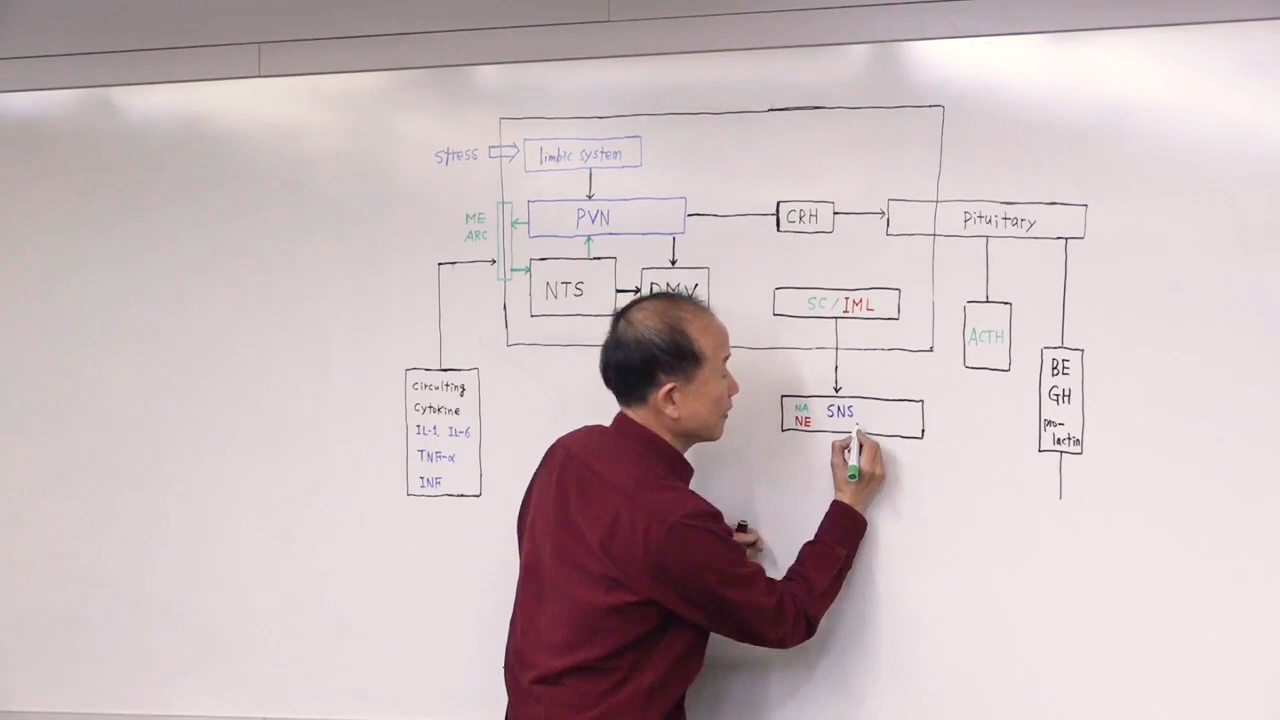 stress
limbic system
ME
ARC
PVN
CRH
Pituitary
NTS
DMV
SC/IML
ACTH
NA
NE
SNS
BE
GH
pro-
lactin
Circulting
Cytokine
IL-1, IL-6
TNF-α
INF